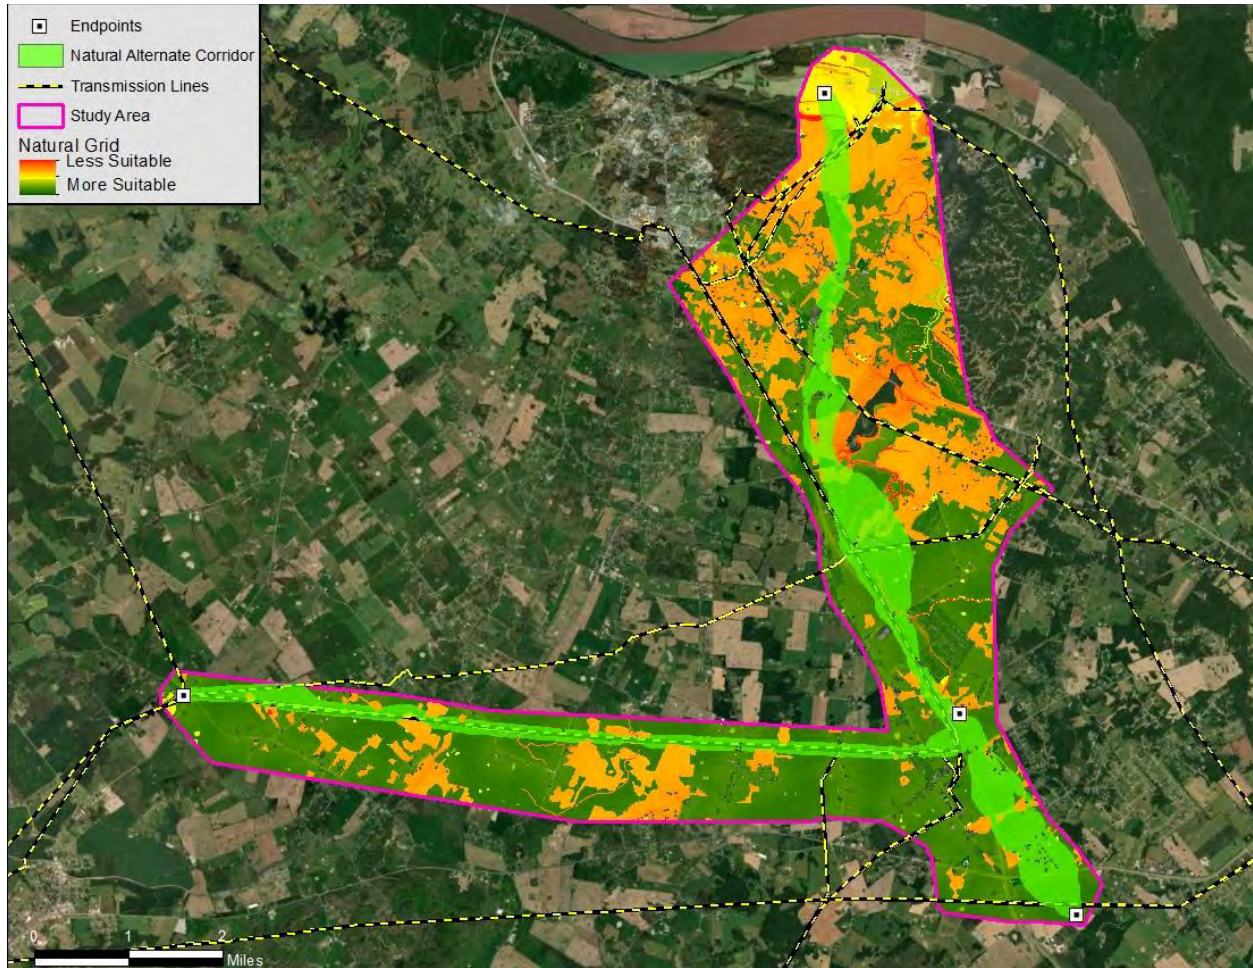 Endpoints
Natural Alternate Corridor
Transmission Lines
Study Area
Natural Grid
Less Suitable
More Suitable
0 1 2
Miles